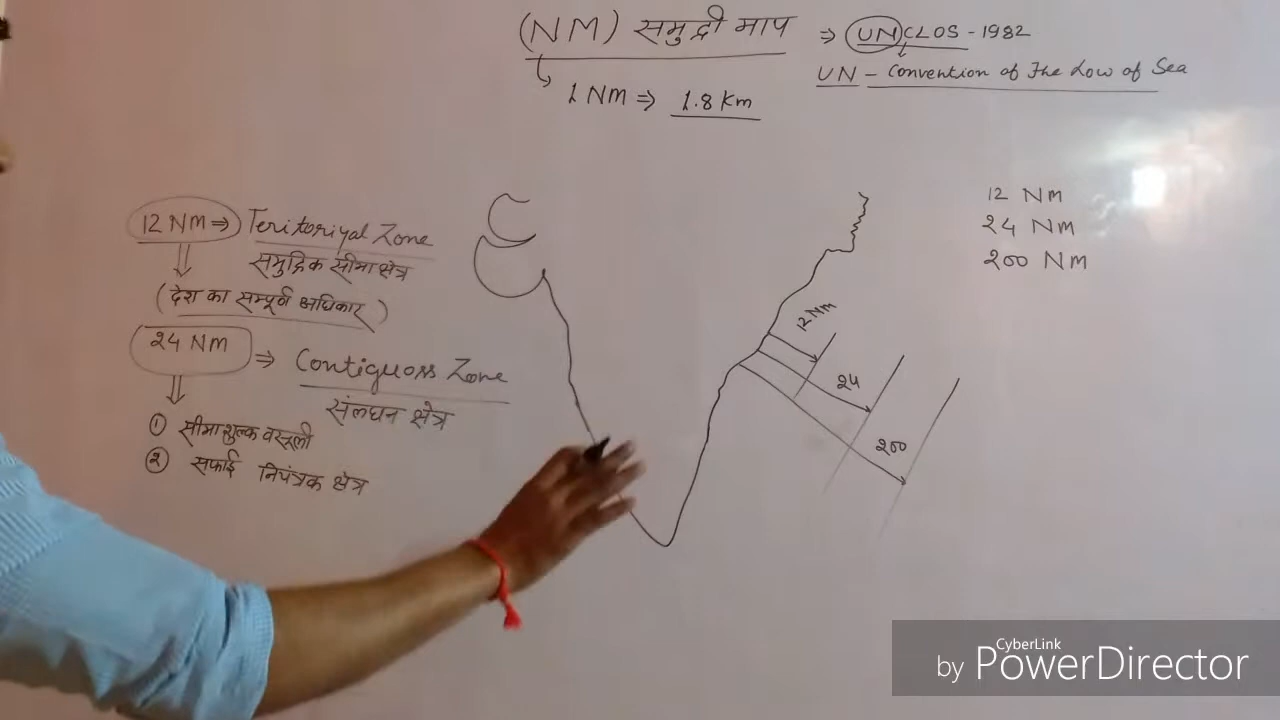 (NM) समुद्री माप ⇒ UNCLOS - 1982
UN - Convention of The Low of Sea
1 Nm ⇒ 1.8 Km
12 Nm
24 Nm
200 Nm
12 Nm ⇒ Teritoriyal Zone
समुद्रिक सीमा क्षेत्र
(देश का सम्पूर्ण अधिकार)
24 Nm ⇒ Contiguoss Zone
संलघन क्षेत्र
① सीमा शुल्क वसूली
② सफाई नियंत्रक क्षेत्र
12 Nm
24
200
CyberLink
by PowerDirector